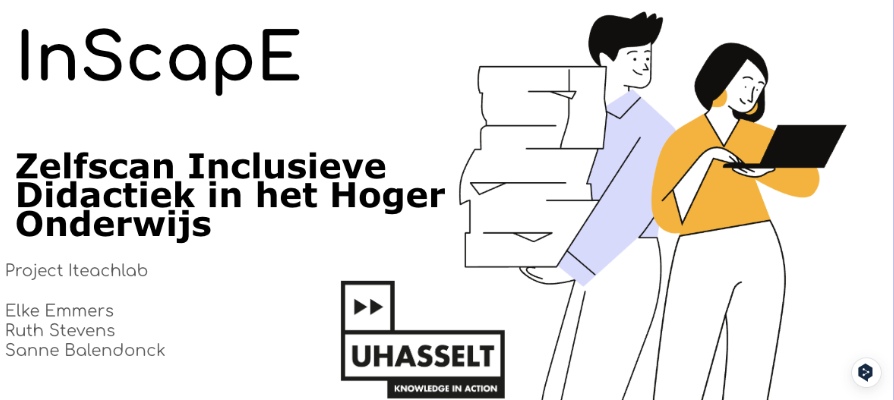 InScapE
Zelfscan Inclusieve
Didactiek in het Hoger
Onderwijs
Project Iteachlab
Elke Emmers
Ruth Stevens
Sanne Balendonck
UHASSELT
KNOWLEDGE IN ACTION